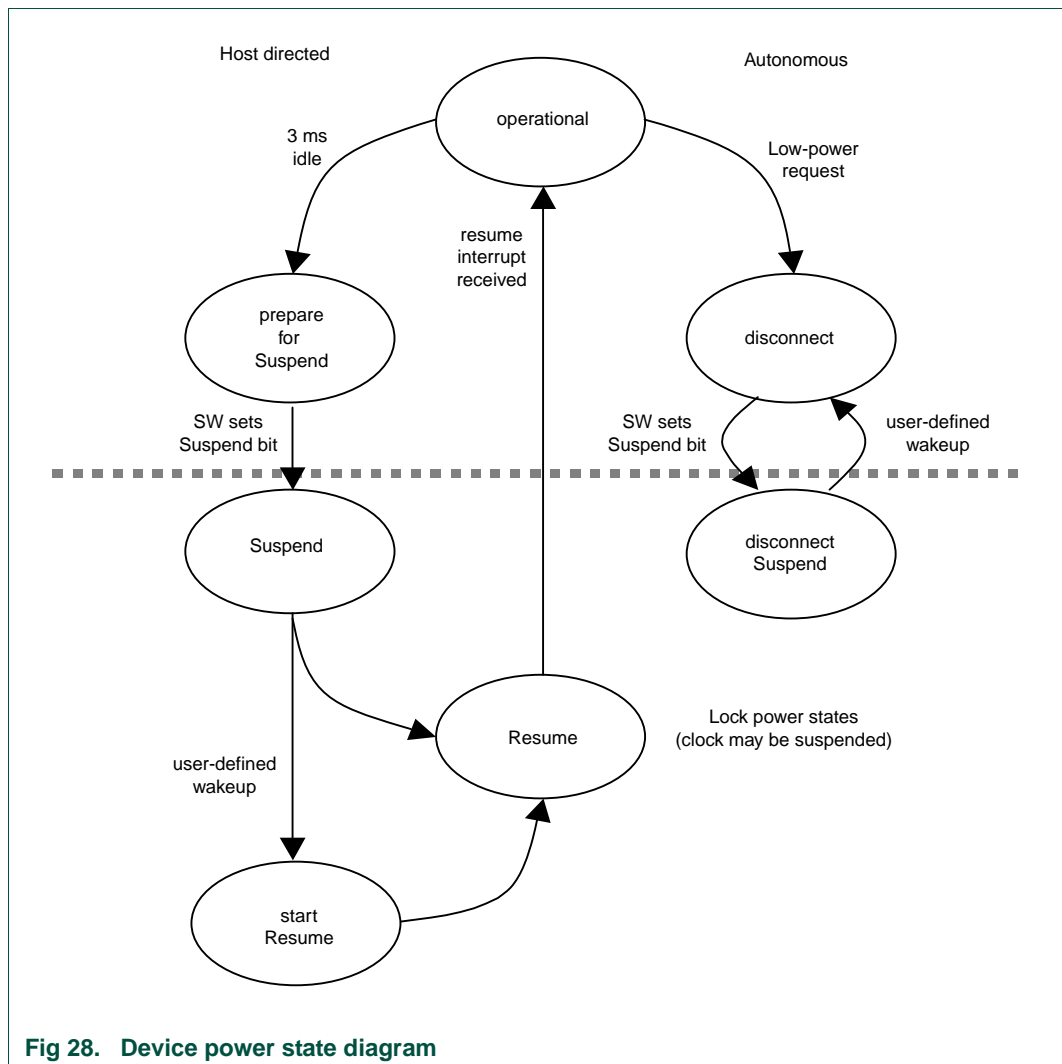 Host directed
Autonomous
operational
3 ms
idle
Low-power
request
resume
interrupt
received
prepare
for
Suspend
disconnect
SW sets
Suspend bit
SW sets
Suspend bit
user-defined
wakeup
Suspend
disconnect
Suspend
Resume
Lock power states
(clock may be suspended)
user-defined
wakeup
start
Resume
Fig 28. Device power state diagram